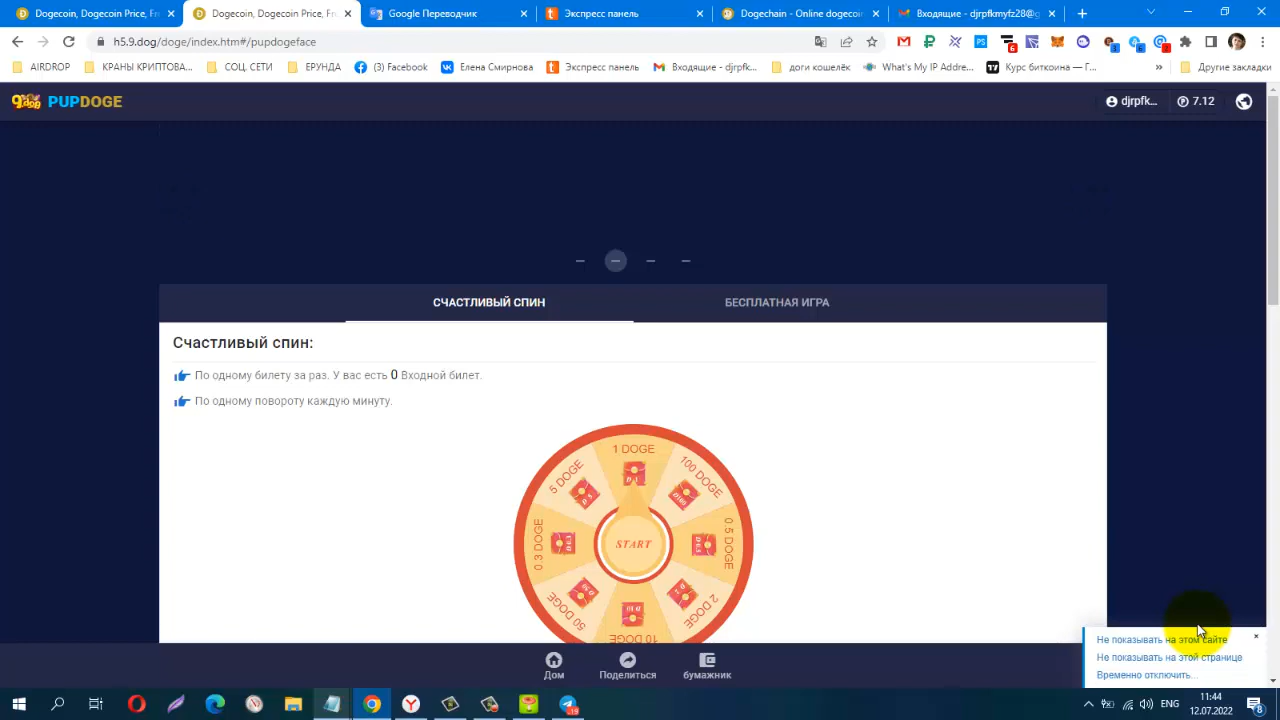 Dogecoin, Dogecoin Price, Fr
Dogecoin, Dogecoin Price, Fr
Google Переводчик
Экспресс панель
Dogechain - Online dogecoin
Входящие - djrpfkmyfz28@g
h5.9.dog/doge/index.htm#/pupdogeface
AIRDROP
КРАНЫ КРИПТОВА...
СОЦ. СЕТИ
ЕРУНДА
(3) Facebook
Елена Смирнова
Экспресс панель
Входящие - djrpfk...
доги кошелёк
What's My IP Addre...
Курс биткоина — Г...
» Другие закладки
PUPDOGE
djrpfk...
7.12
СЧАСТЛИВЫЙ СПИН
БЕСПЛАТНАЯ ИГРА
Счастливый спин:
По одному билету за раз. У вас есть 0 Входной билет.
По одному повороту каждую минуту.
1 DOGE
100 DOGE
0.5 DOGE
2 DOGE
10 DOGE
50 DOGE
0.3 DOGE
5 DOGE
START
Не показывать на этом сайте
Не показывать на этой странице
Временно отключить...
Дом
Поделиться
бумажник
ENG
11:44
12.07.2022